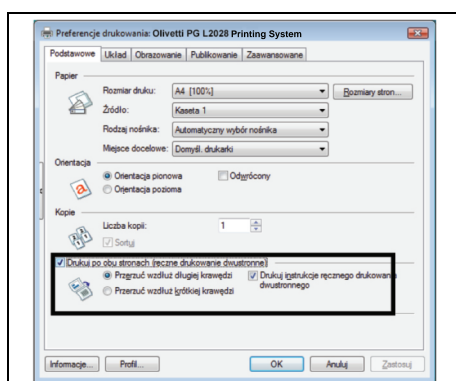 Preferencje drukowania: Olivetti PG L2028 Printing System
Podstawowe Układ Obrazowanie Publikowanie Zaawansowane
Papier
Rozmiar druku: A4 [100%] Rozmiary stron...
Źródło: Kaseta 1
Rodzaj nośnika: Automatyczny wybór nośnika
Miejsce docelowe: Domyśl. drukarki
Orientacja
Orientacja pionowa Odwrócony
Orientacja pozioma
Kopie
Liczba kopii: 1
Sortuj
Drukuj po obu stronach (ręczne drukowanie dwustronne)
Przerzuć wzdłuż długiej krawędzi Drukuj instrukcje ręcznego drukowania
dwustronnego
Przerzuć wzdłuż krótkiej krawędzi
Informacje... Profil... OK Anuluj Zastosuj